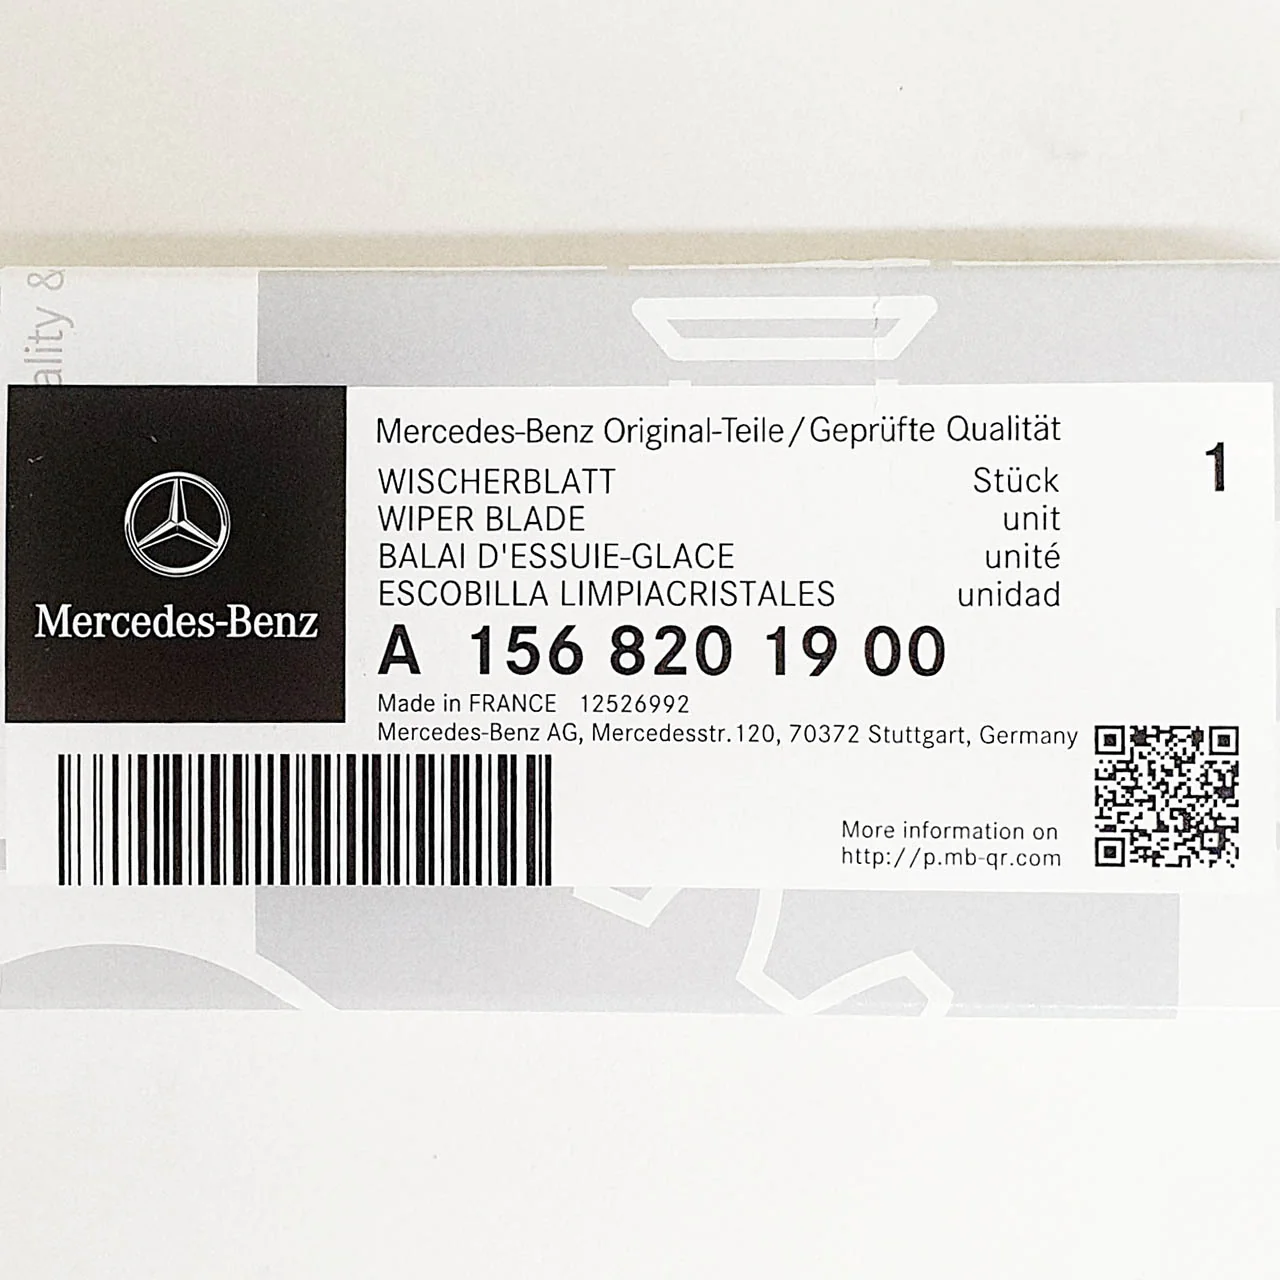 ality &
Mercedes-Benz
Mercedes-Benz Original-Teile/Geprüfte Qualität
WISCHERBLATT Stück 1
WIPER BLADE unit
BALAI D'ESSUIE-GLACE unité
ESCOBILLA LIMPIACRISTALES unidad
A 156 820 19 00
Made in FRANCE 12526992
Mercedes-Benz AG, Mercedesstr.120, 70372 Stuttgart, Germany
More information on
http://p.mb-qr.com